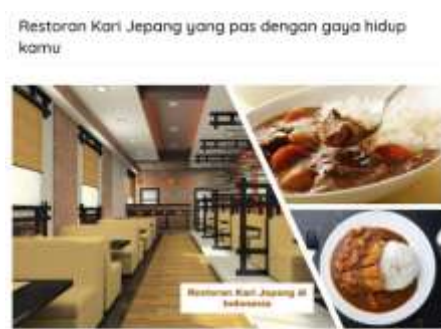 Restoran Kari Jepang yang pas dengan gaya hidup
kamu
Restoran Kari Jepang di
Indonesia